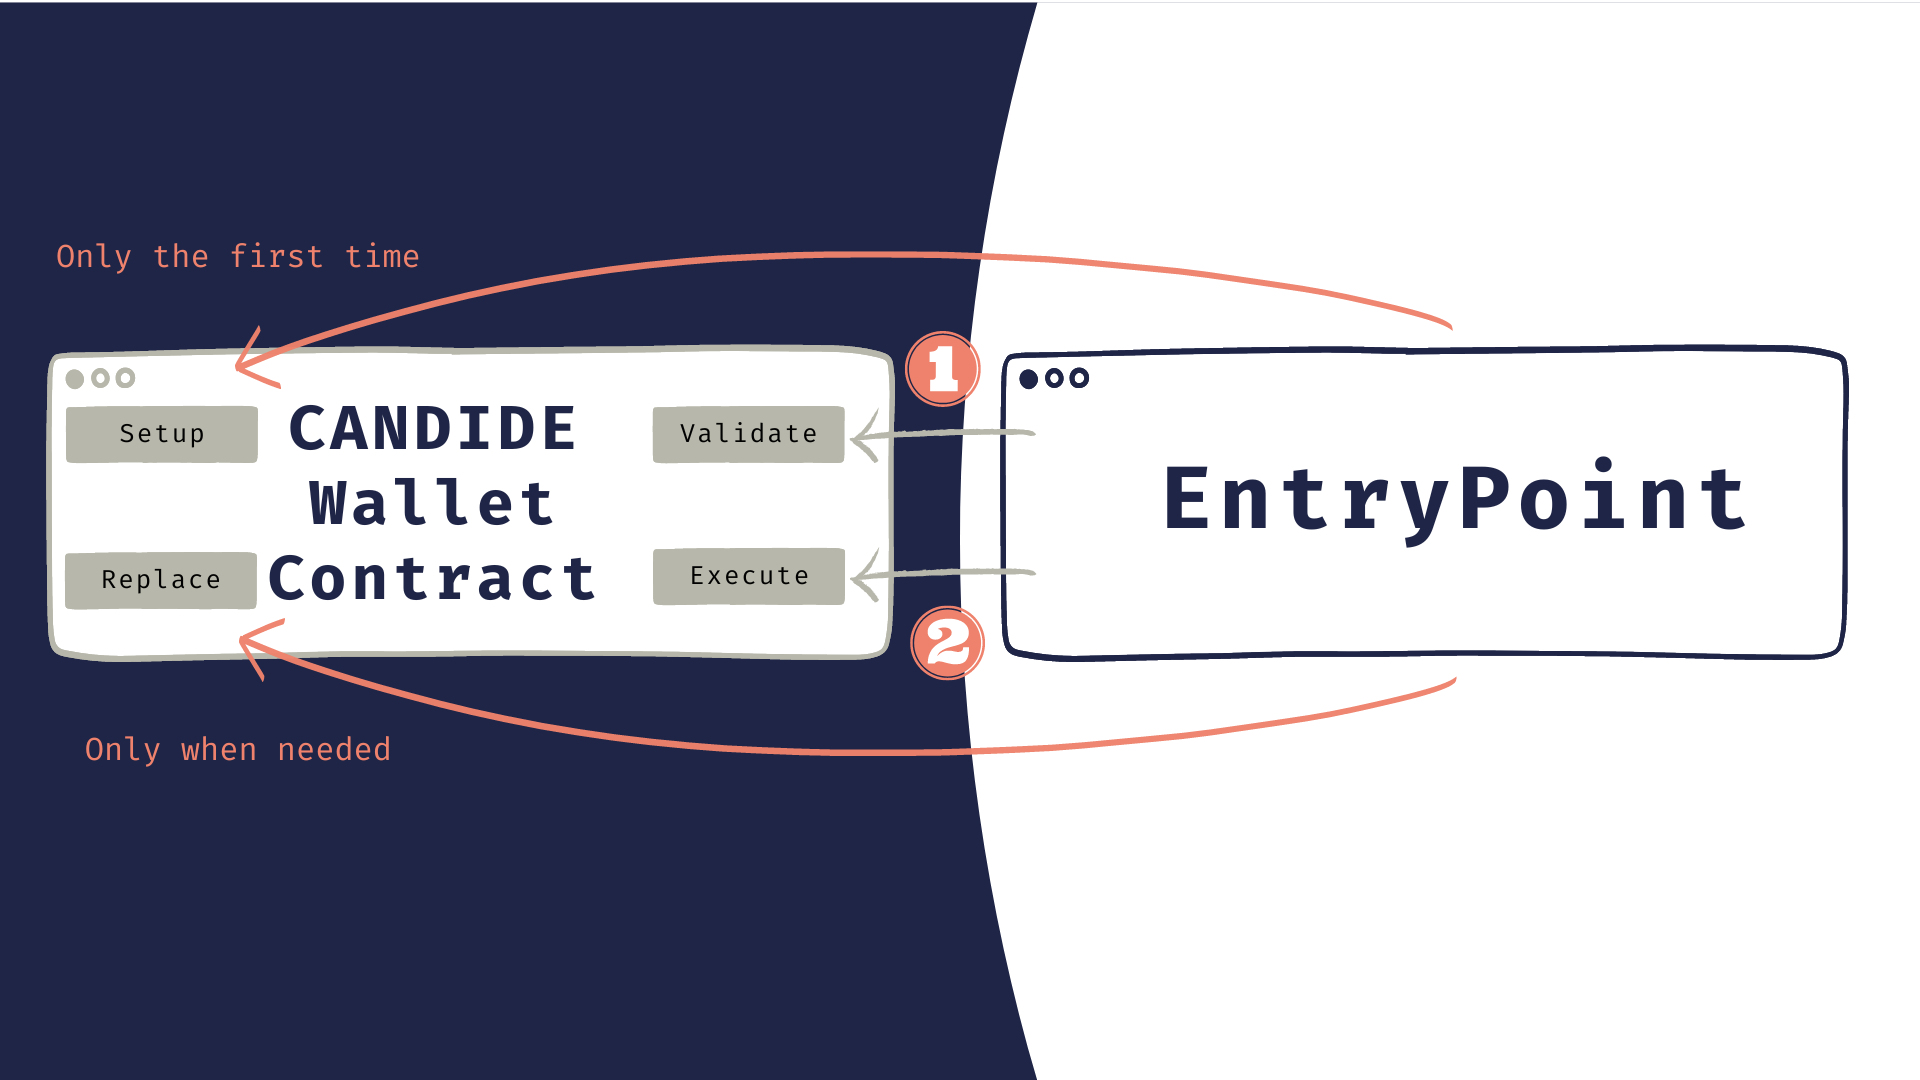 Only the first time
1
Setup
CANDIDE
Wallet
Contract
Validate
Replace
Execute
EntryPoint
2
Only when needed